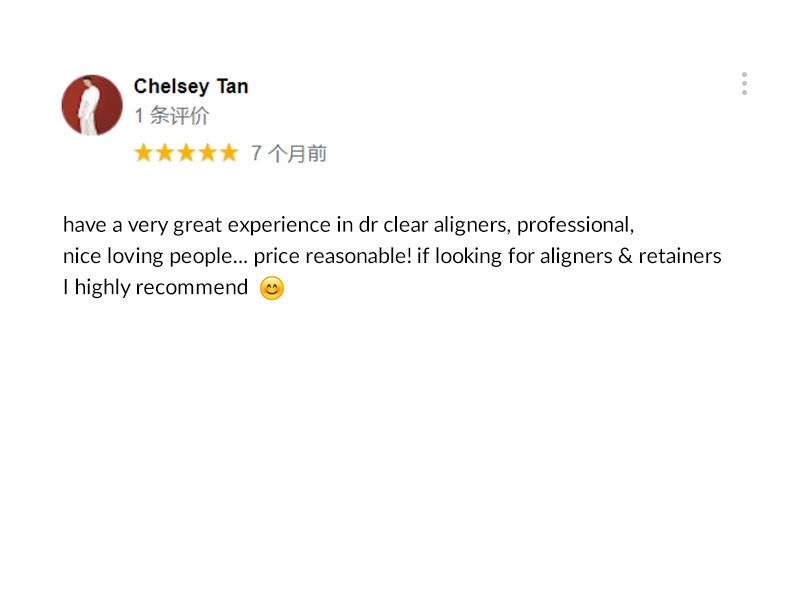 Chelsey Tan
1 条评价
7 个月前
have a very great experience in dr clear aligners, professional,
nice loving people... price reasonable! if looking for aligners & retainers
I highly recommend 😊